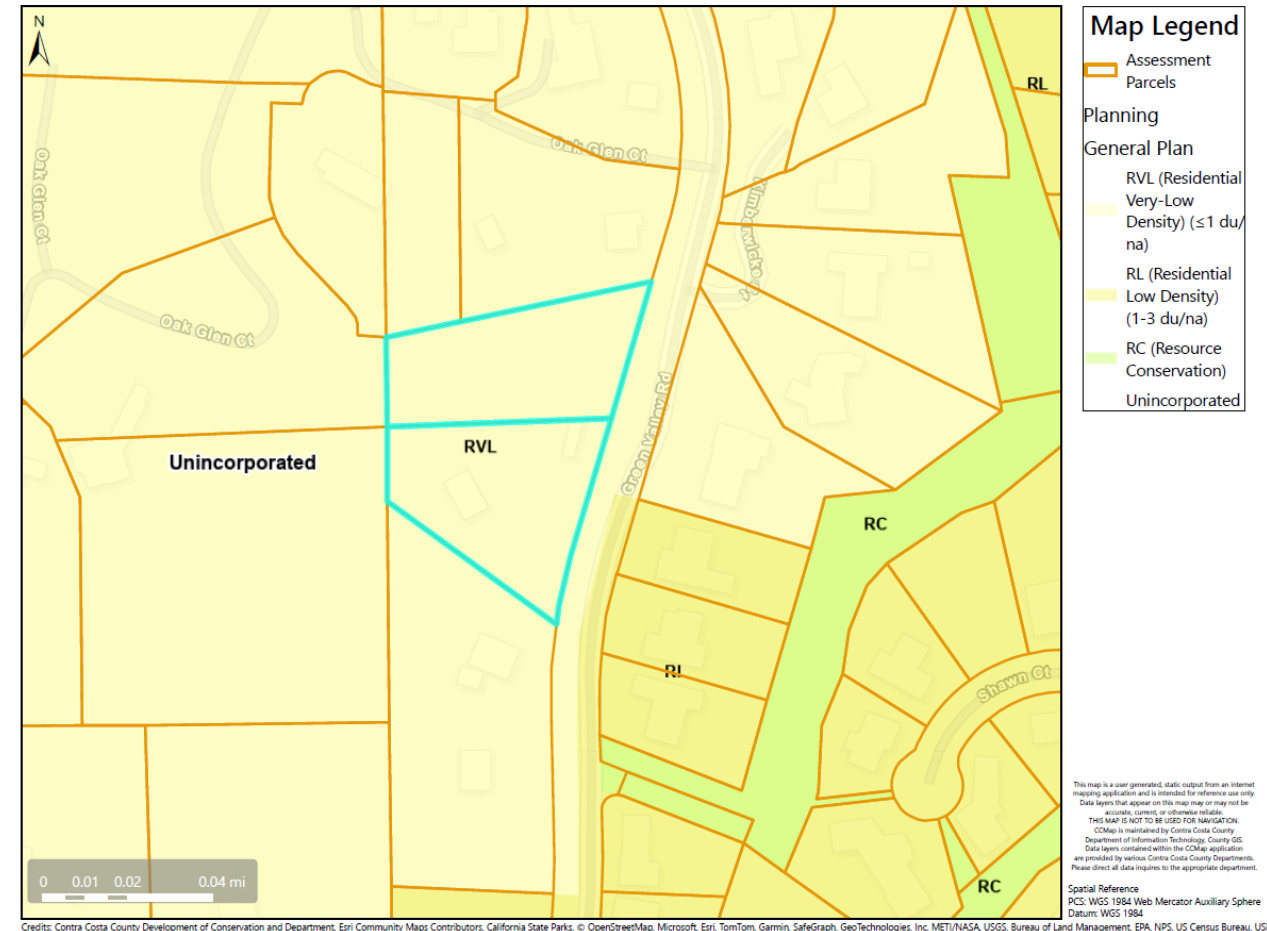 N
Oak Glen Ct
Oak Glen Ct
Oak Glen Ct
Kimberwicke Ct
Green Valley Rd
Shawn Ct
RL
Unincorporated
RVL
RC
RL
RC
0 0.01 0.02 0.04 mi
Map Legend
Assessment
Parcels
Planning
General Plan
RVL (Residential
Very-Low
Density) (≤1 du/
na)
RL (Residential
Low Density)
(1-3 du/na)
RC (Resource
Conservation)
Unincorporated
This map is a user generated, static output from an internet
mapping application and is intended for reference use only.
Data layers that appear on this map may or may not be
accurate, current, or otherwise reliable.
THIS MAP IS NOT TO BE USED FOR NAVIGATION.
CCMap is maintained by Contra Costa County
Department of Information Technology, County GIS.
Data layers contained within the CCMap application
are provided by various Contra Costa County Departments.
Please direct all data inquires to the appropriate department.
Spatial Reference
PCS: WGS 1984 Web Mercator Auxiliary Sphere
Datum: WGS 1984
Credits: Contra Costa County Development of Conservation and Department, Esri Community Maps Contributors, California State Parks, © OpenStreetMap, Microsoft, Esri, TomTom, Garmin, SafeGraph, GeoTechnologies, Inc, METI/NASA, USGS, Bureau of Land Management, EPA, NPS, US Census Bureau,